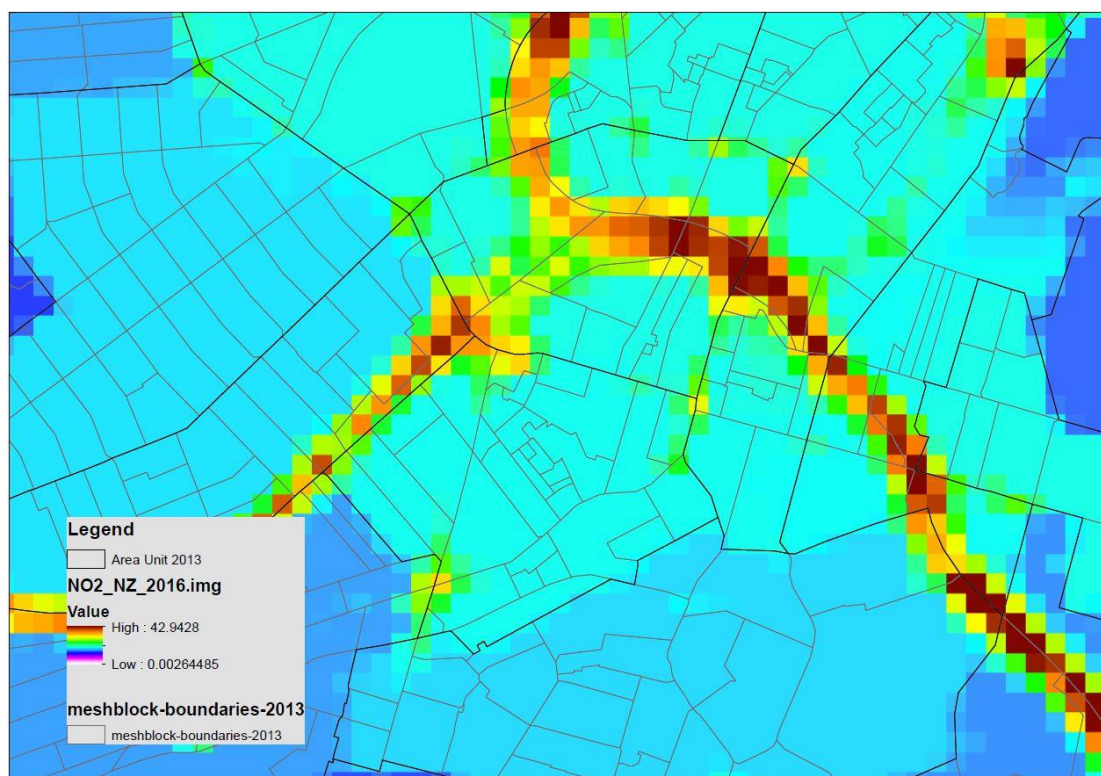 Legend
Area Unit 2013
NO2_NZ_2016.img
Value
High : 42.9428
Low : 0.00264485
meshblock-boundaries-2013
meshblock-boundaries-2013